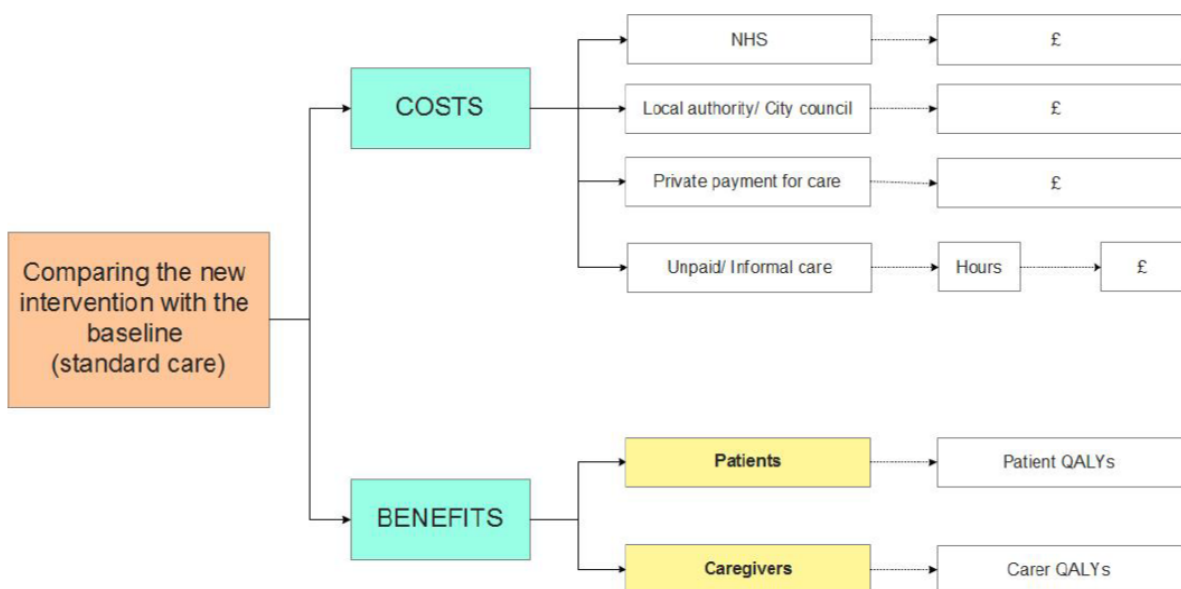 NHS
£
COSTS
Local authority/ City council
£
Private payment for care
£
Comparing the new
intervention with the
baseline
(standard care)
Unpaid/ Informal care
Hours
£
Patients
Patient QALYs
BENEFITS
Caregivers
Carer QALYs